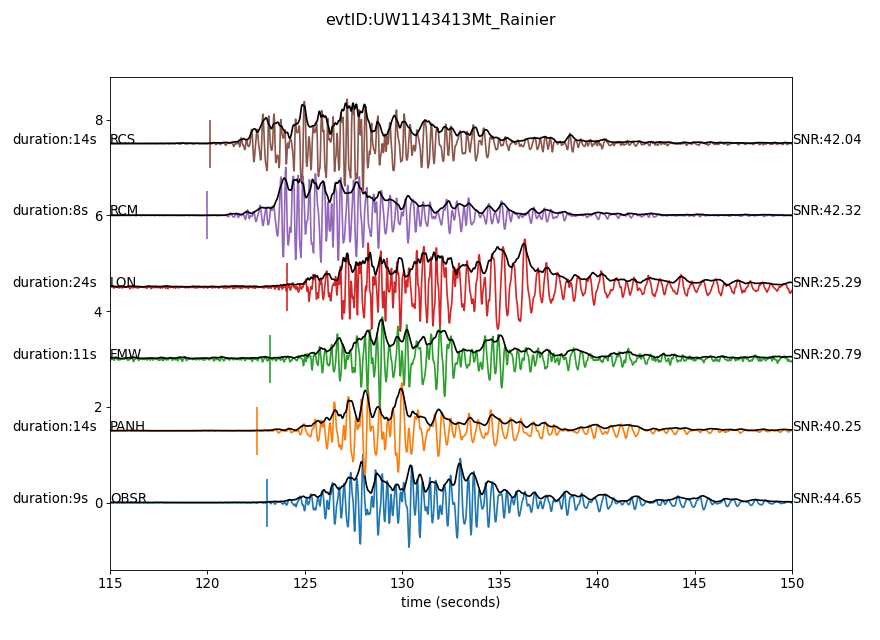 evtID:UW1143413Mt_Rainier
8
duration:14s RCS SNR:42.04
duration:8s RCM SNR:42.32
6
duration:24s LON SNR:25.29
4
duration:11s FMW SNR:20.79
2
duration:14s PANH SNR:40.25
duration:9s OBSR SNR:44.65
0
115 120 125 130 135 140 145 150
time (seconds)